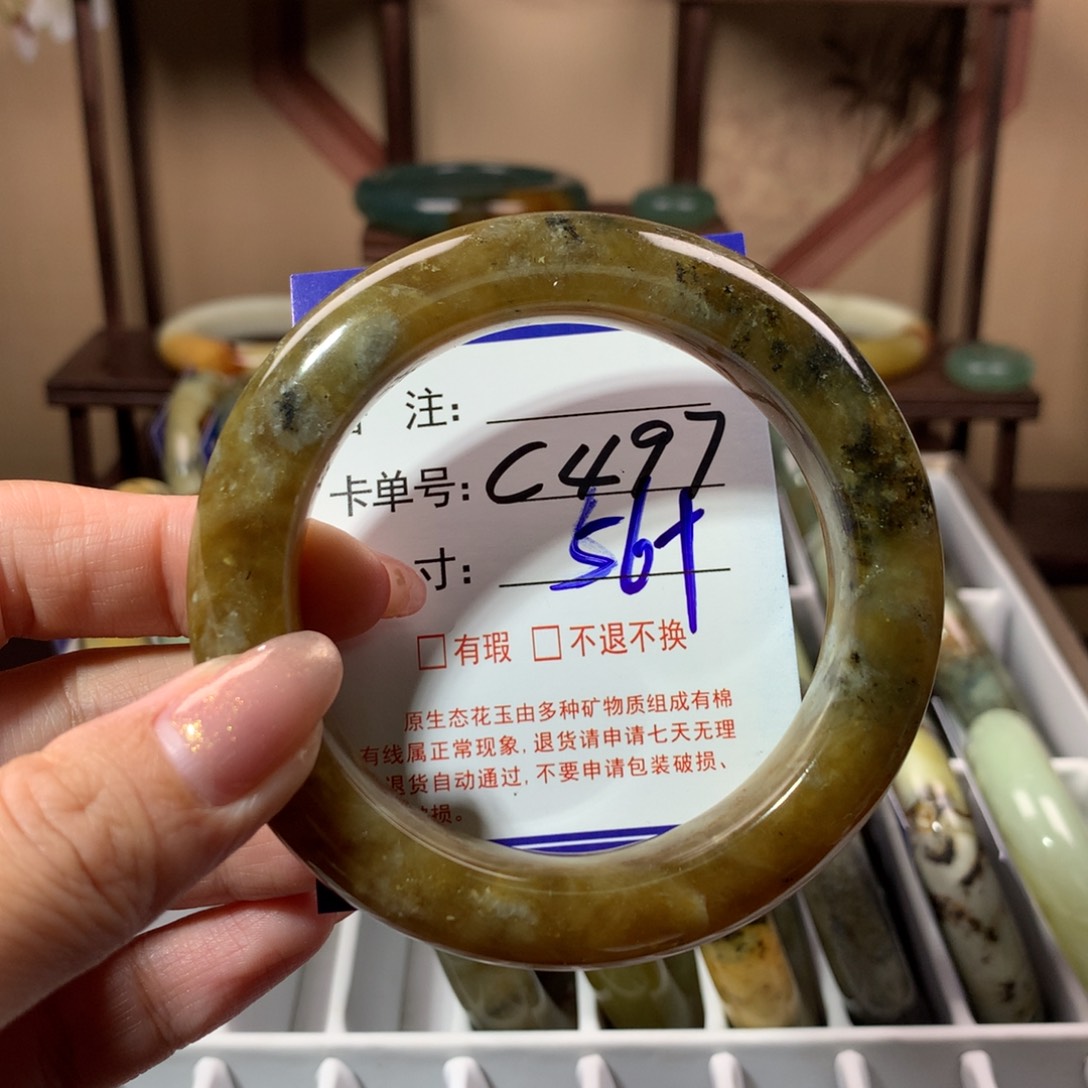 注:
卡单号: C497
寸: 56+
□有瑕 □不退不换
原生态花玉由多种矿物质组成有棉
有线属正常现象,退货请申请七天无理
退货自动通过,不要申请包装破损、
损。